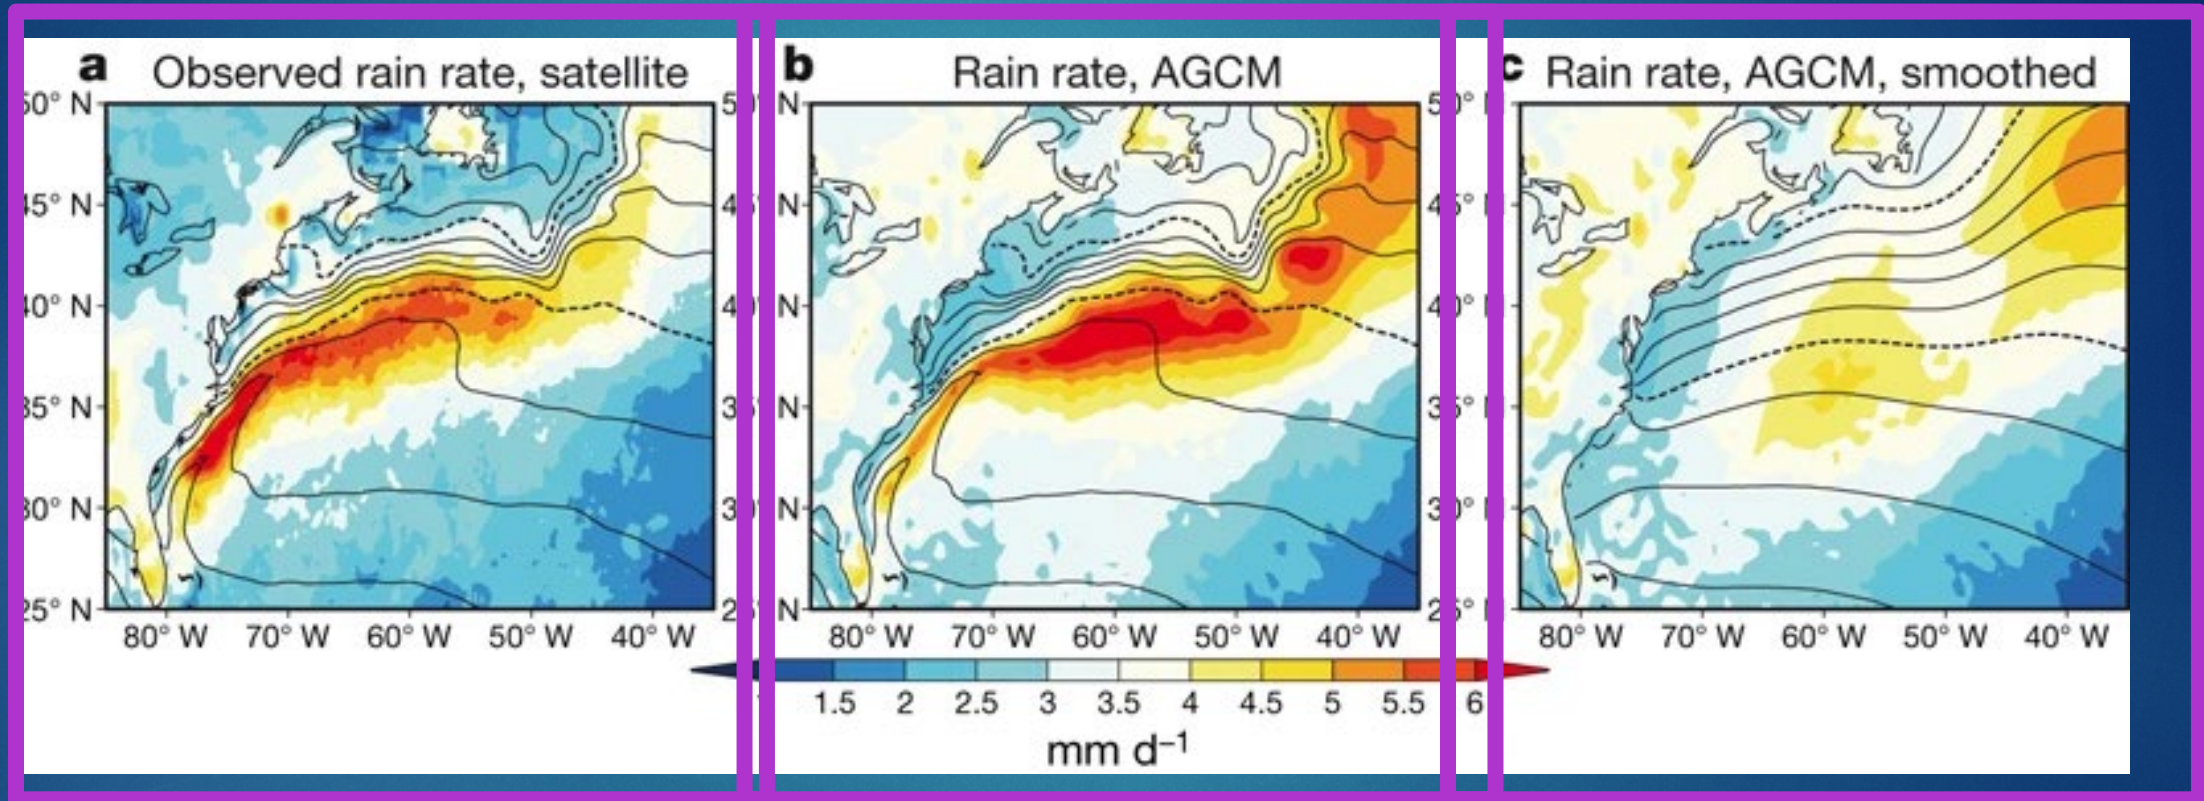 a Observed rain rate, satellite
b Rain rate, AGCM
c Rain rate, AGCM, smoothed
50° N
45° N
40° N
35° N
30° N
25° N
80° W 70° W 60° W 50° W 40° W
80° W 70° W 60° W 50° W 40° W
80° W 70° W 60° W 50° W 40° W
1.5 2 2.5 3 3.5 4 4.5 5 5.5 6
mm d⁻¹